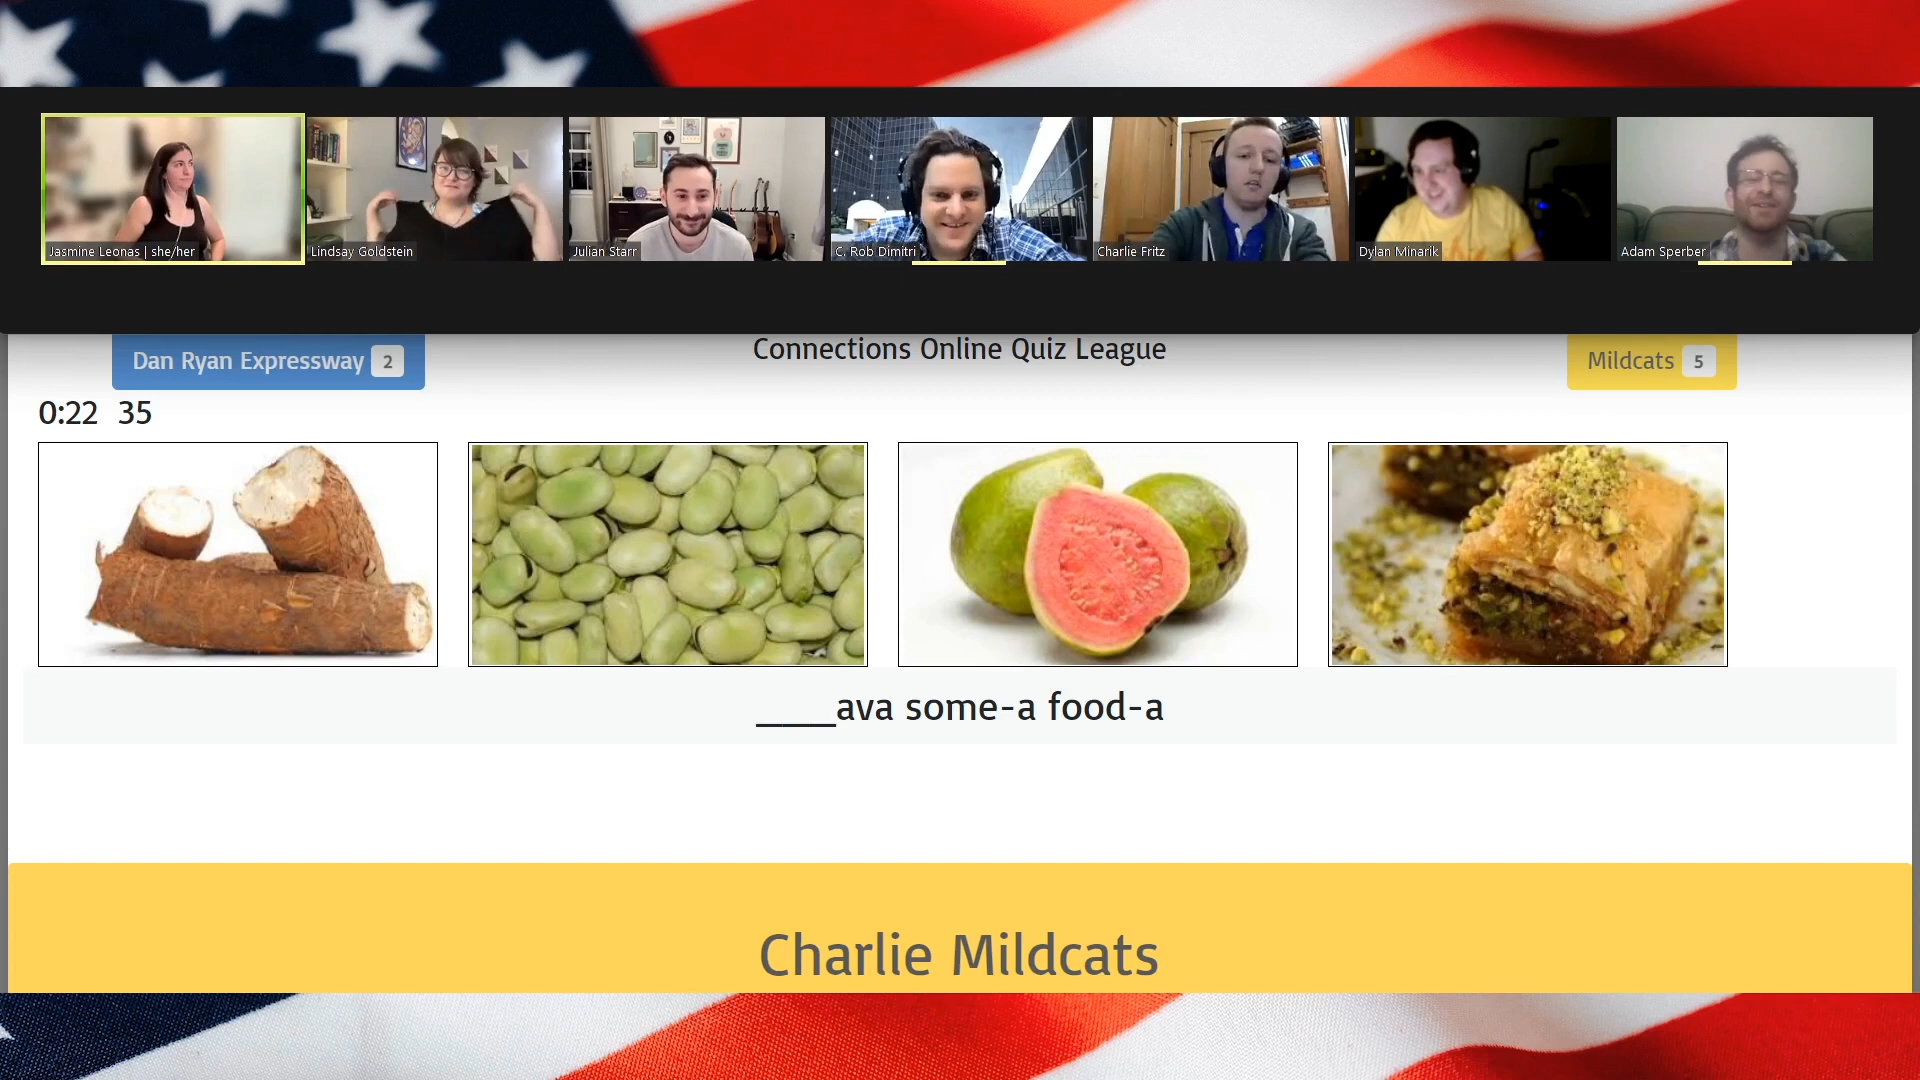 Jasmine Leonas | she/her
Lindsay Goldstein
Julian Starr
C. Rob Dimitri
Charlie Fritz
Dylan Minarik
Adam Sperber
Dan Ryan Expressway 2
Connections Online Quiz League
Mildcats 5
0:22 35
____ava some-a food-a
Charlie Mildcats